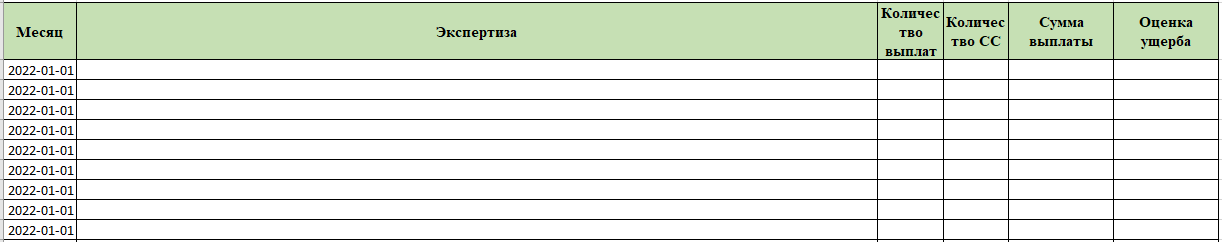 Месяц
Экспертиза
Количес
тво
выплат
Количес
тво СС
Сумма
выплаты
Оценка
ущерба
2022-01-01
2022-01-01
2022-01-01
2022-01-01
2022-01-01
2022-01-01
2022-01-01
2022-01-01
2022-01-01